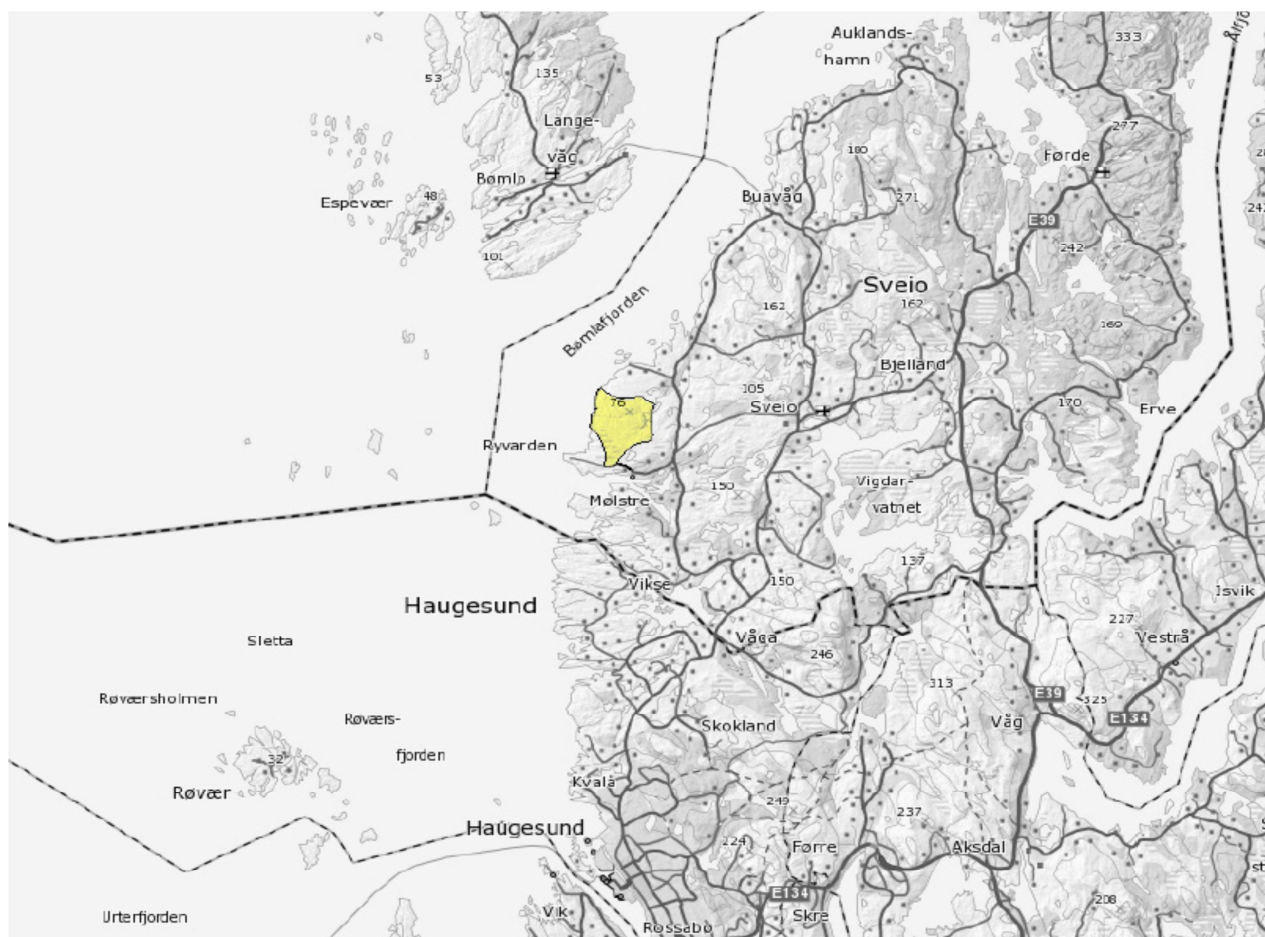 Auklands-
hamn
333
Ålfj
53
135
Lange-
våg
277
180
Førde
Bømlo
48
Espevær
Buavåg
271
E39
242
101
Sveio
162
162
Bømlafjorden
169
Bjelland
105
76
Sveio
170
Erve
Ryvarden
150
Vigdar-
vatnet
Mølstre
137
Vikse
150
Isvik
Haugesund
227
Sletta
Våga
246
Vestrå
313
E39
325
Røværsholmen
Røværs-
fjorden
Skokland
Våg
E134
32
Kvala
Røvær
249
237
Haugesund
224
Førre
Aksdal
E134
208
Urterfjorden
Vik
Skre
Rossabø